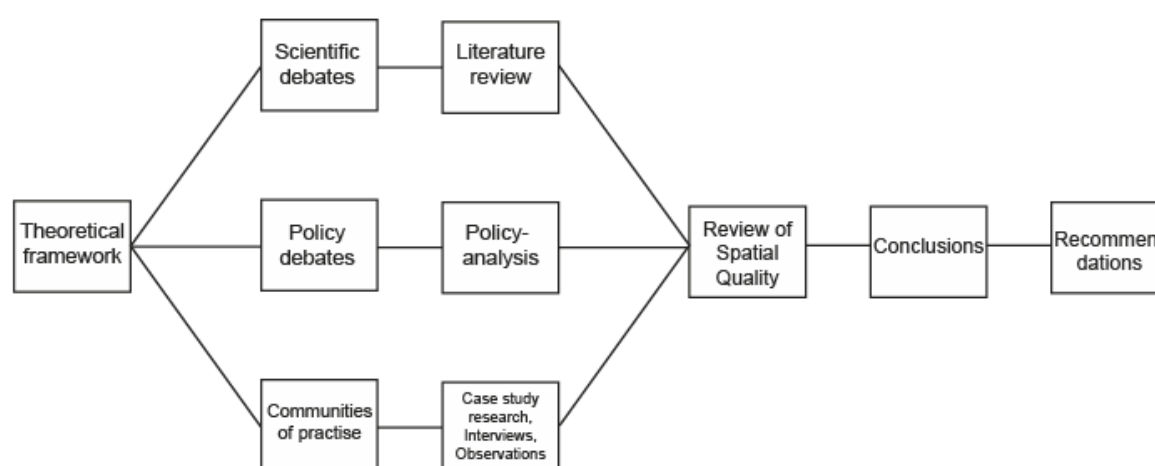 Scientific
debates
Literature
review
Theoretical
framework
Policy
debates
Policy-
analysis
Review of
Spatial
Quality
Conclusions
Recommen
dations
Communities
of practise
Case study
research,
Interviews,
Observations